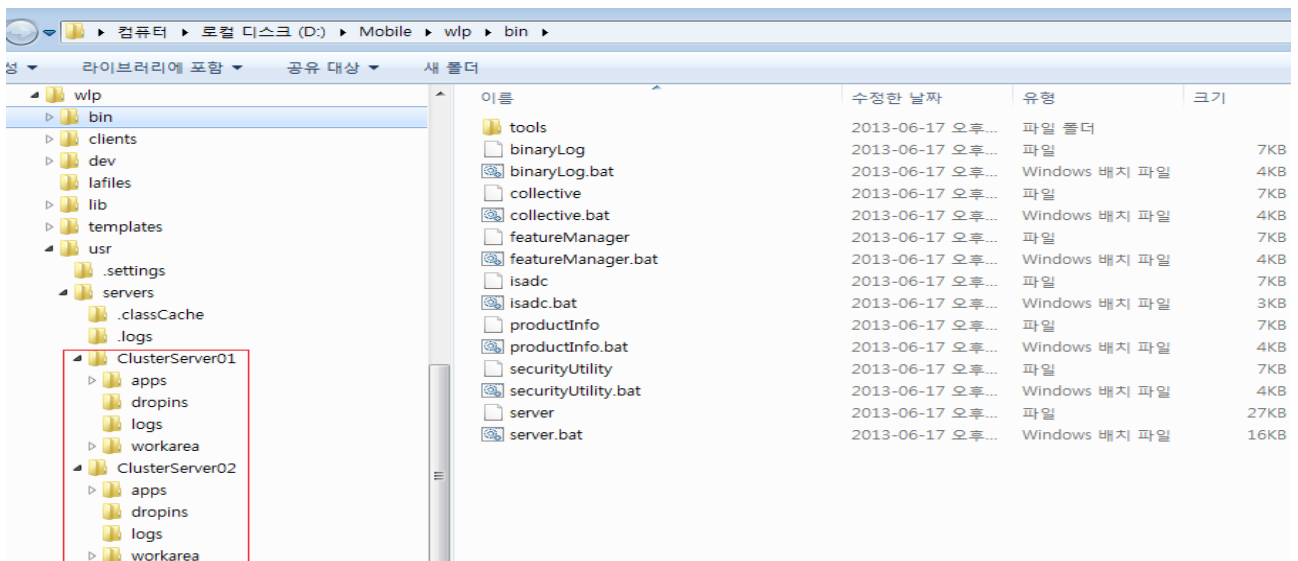 컴퓨터 ▸ 로컬 디스크 (D:) ▸ Mobile ▸ wlp ▸ bin ▸
성 라이브러리에 포함 공유 대상 새 폴더
wlp
bin
clients
dev
lafiles
lib
templates
usr
.settings
servers
.classCache
.logs
ClusterServer01
apps
dropins
logs
workarea
ClusterServer02
apps
dropins
logs
workarea
이름 수정한 날짜 유형 크기
tools 2013-06-17 오후... 파일 폴더
binaryLog 2013-06-17 오후... 파일 7KB
binaryLog.bat 2013-06-17 오후... Windows 배치 파일 4KB
collective 2013-06-17 오후... 파일 7KB
collective.bat 2013-06-17 오후... Windows 배치 파일 4KB
featureManager 2013-06-17 오후... 파일 7KB
featureManager.bat 2013-06-17 오후... Windows 배치 파일 4KB
isadc 2013-06-17 오후... 파일 7KB
isadc.bat 2013-06-17 오후... Windows 배치 파일 3KB
productInfo 2013-06-17 오후... 파일 7KB
productInfo.bat 2013-06-17 오후... Windows 배치 파일 4KB
securityUtility 2013-06-17 오후... 파일 7KB
securityUtility.bat 2013-06-17 오후... Windows 배치 파일 4KB
server 2013-06-17 오후... 파일 27KB
server.bat 2013-06-17 오후... Windows 배치 파일 16KB